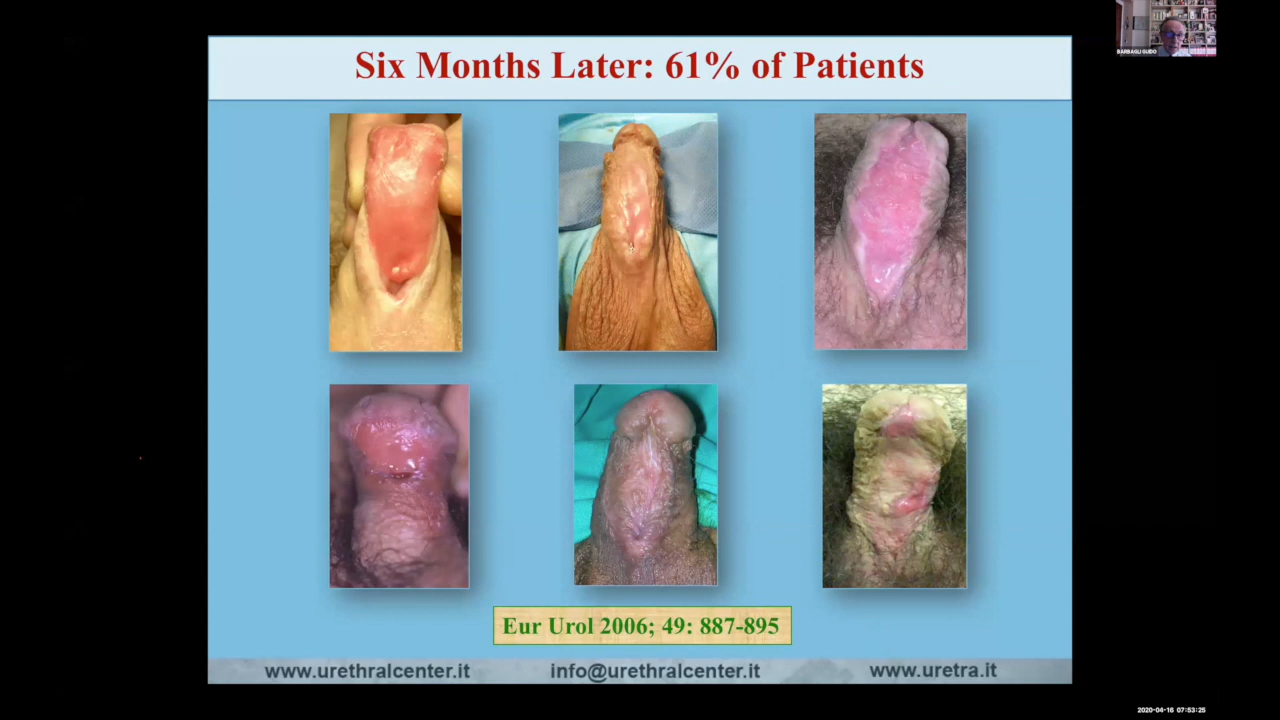 BARBAGLI GUIDO
Six Months Later: 61% of Patients
Eur Urol 2006; 49: 887-895
www.urethralcenter.it info@urethralcenter.it www.uretra.it
2020-04-16 07:53:25